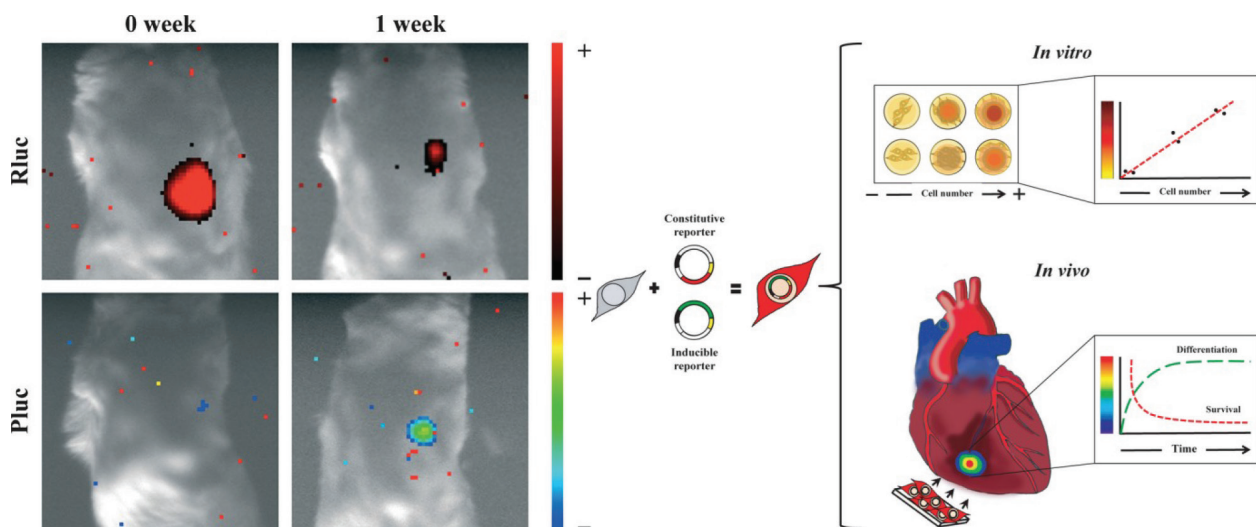 0 week
1 week
Rluc
Pluc
+
−
+
−
Constitutive
reporter
+
=
Inducible
reporter
In vitro
− Cell number +
Cell number
In vivo
Differentiation
Survival
Time